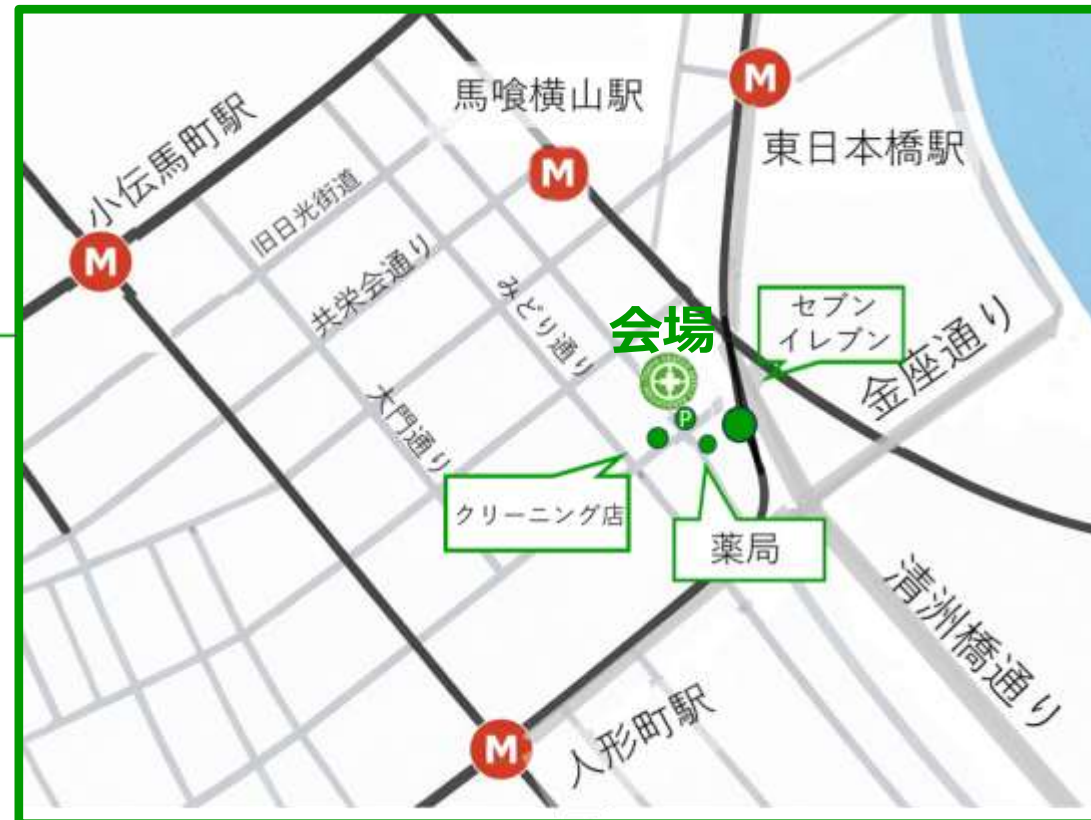 M
馬喰横山駅
M
東日本橋駅
小伝馬町駅
M
旧日光街道
共栄会通り
みどり通り
大門通り
会場
P
セブン
イレブン
金座通り
クリーニング店
薬局
清洲橋通り
M
人形町駅